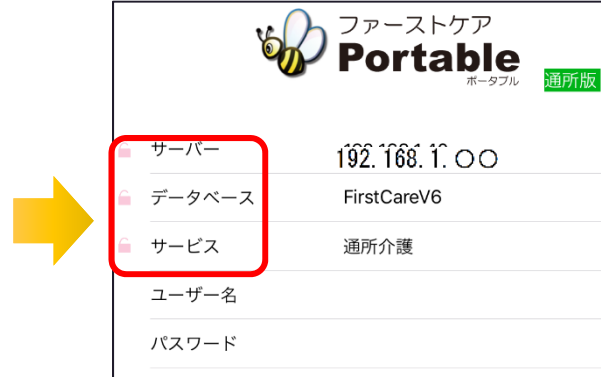 ファーストケア
Portable
ポータブル
通所版
サーバー 192.168.1.〇〇
データベース FirstCareV6
サービス 通所介護
ユーザー名
パスワード